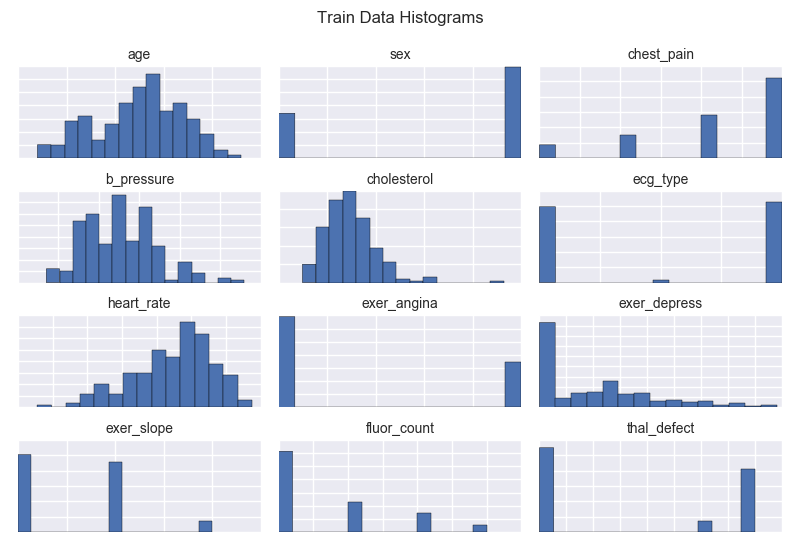 Train Data Histograms
age sex chest_pain
b_pressure cholesterol ecg_type
heart_rate exer_angina exer_depress
exer_slope fluor_count thal_defect